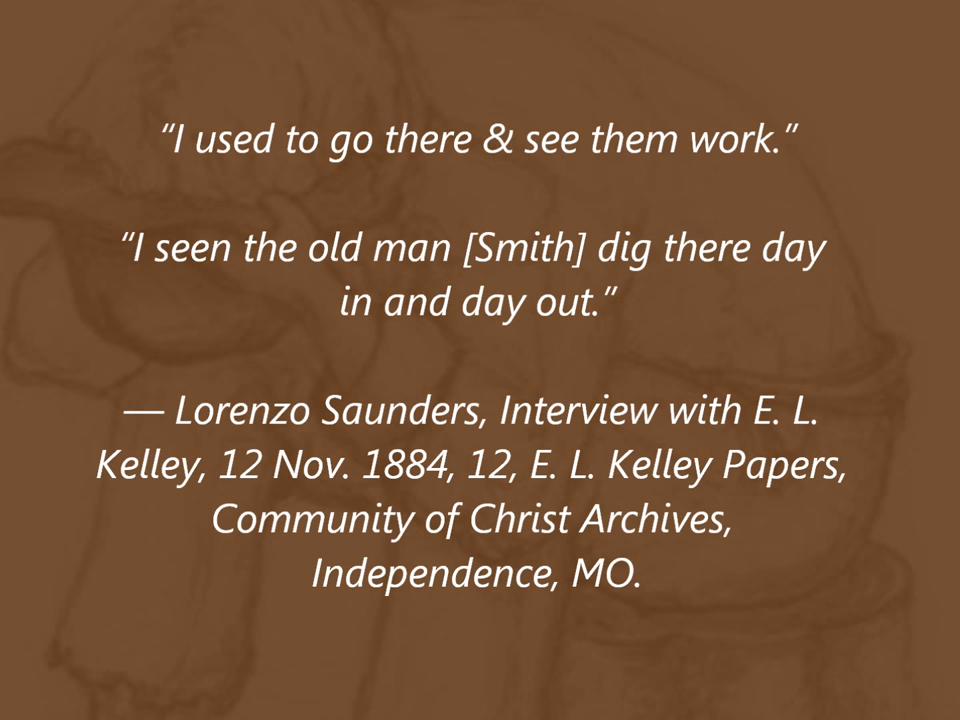 “I used to go there & see them work.”
“I seen the old man [Smith] dig there day
in and day out.”
— Lorenzo Saunders, Interview with E. L.
Kelley, 12 Nov. 1884, 12, E. L. Kelley Papers,
Community of Christ Archives,
Independence, MO.